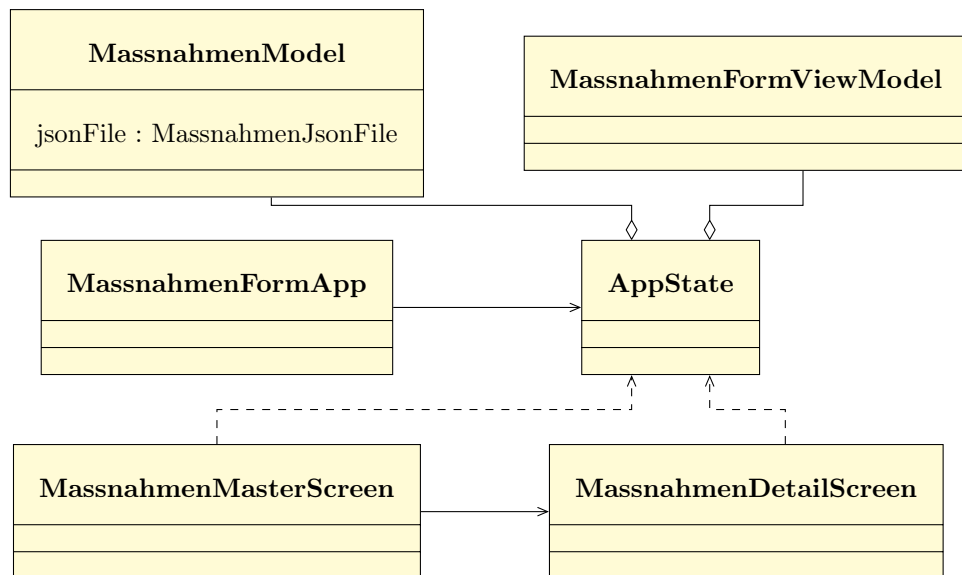 MassnahmenModel
jsonFile : MassnahmenJsonFile
MassnahmenFormViewModel
MassnahmenFormApp
AppState
MassnahmenMasterScreen
MassnahmenDetailScreen